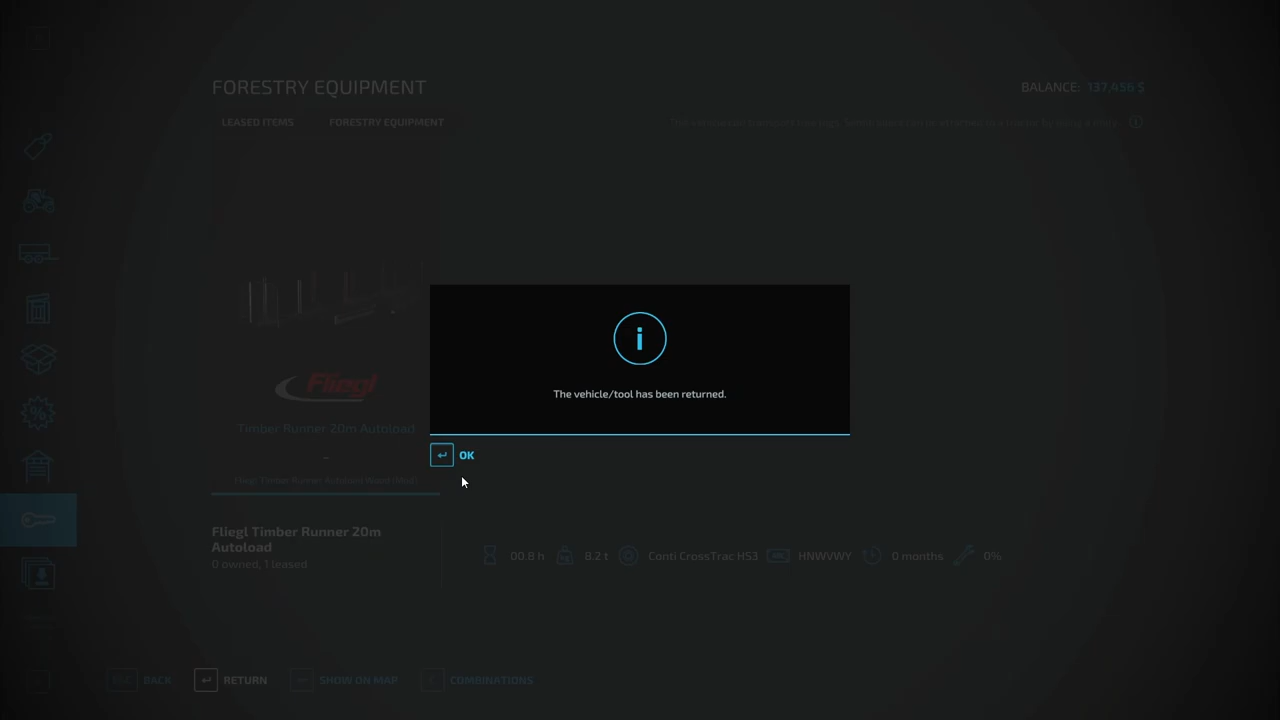 FORESTRY EQUIPMENT
BALANCE: 137,456 $
LEASED ITEMS FORESTRY EQUIPMENT
The vehicle/tool has been returned.
Fliegl
Timber Runner 20m Autoload
OK
Fliegl Timber Runner 20m
Autoload
0 owned, 1 leased
00.8 h 8.2 t Conti CrossTrac HS3 HNWVWY 0 months 0%
BACK RETURN SHOW ON MAP COMBINATIONS